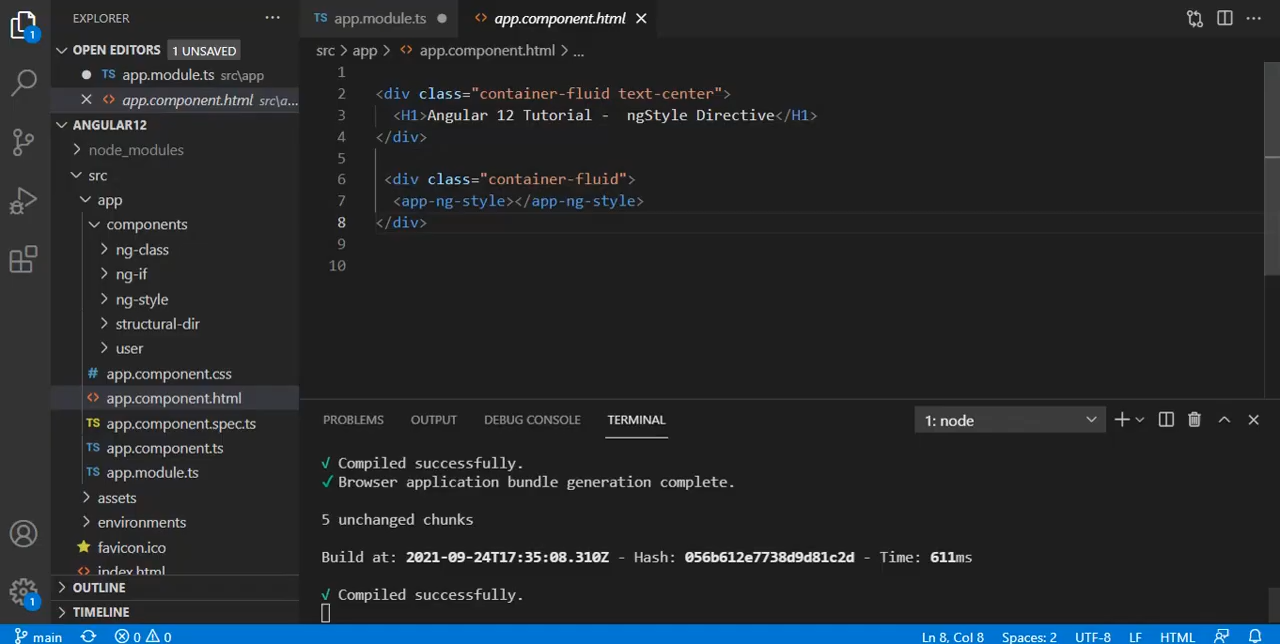 EXPLORER
OPEN EDITORS 1 UNSAVED
TS app.module.ts src\app
app.component.html src\a...
ANGULAR12
node_modules
src
app
components
ng-class
ng-if
ng-style
structural-dir
user
# app.component.css
<> app.component.html
TS app.component.spec.ts
TS app.component.ts
TS app.module.ts
assets
environments
favicon.ico
<> index.html
OUTLINE
TIMELINE
1
1
TS app.module.ts
<> app.component.html
src > app > <> app.component.html > ...
1
2 <div class="container-fluid text-center">
3 <H1>Angular 12 Tutorial -  ngStyle Directive</H1>
4 </div>
5
6 <div class="container-fluid">
7 <app-ng-style></app-ng-style>
8 </div>
9
10
PROBLEMS OUTPUT DEBUG CONSOLE TERMINAL 1: node
√ Compiled successfully.
✓ Browser application bundle generation complete.
5 unchanged chunks
Build at: 2021-09-24T17:35:08.310Z - Hash: 056b612e7738d9d81c2d - Time: 611ms
√ Compiled successfully.
main 0 0 Ln 8, Col 8 Spaces: 2 UTF-8 LF HTML